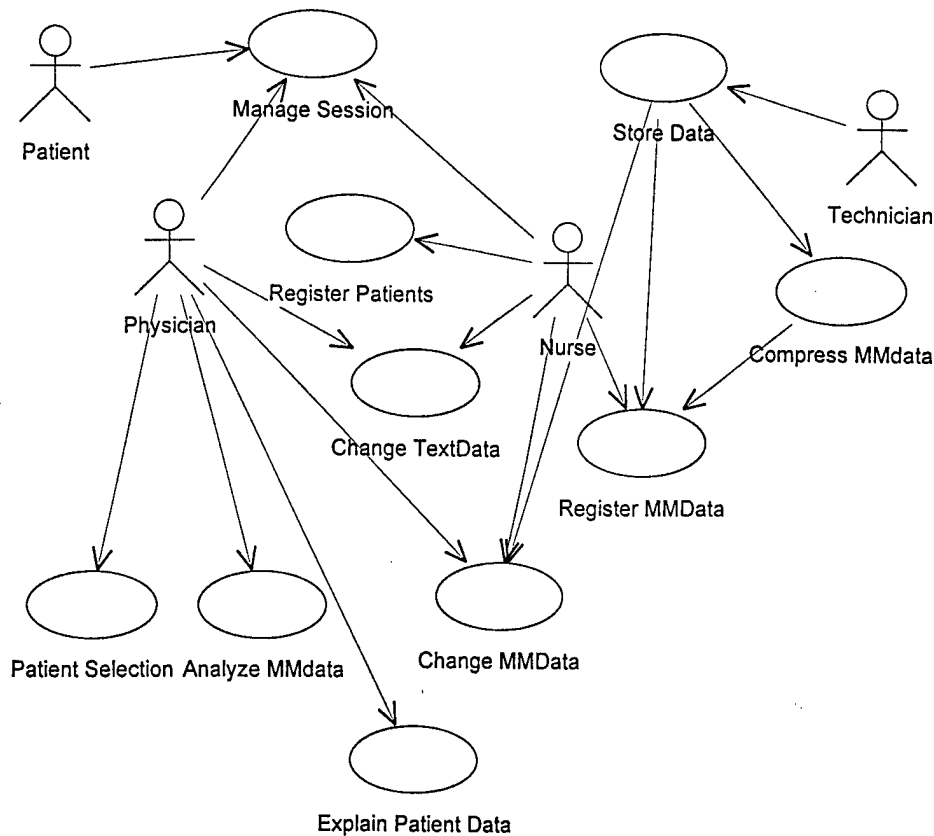 Manage Session
Patient
Store Data
Technician
Register Patients
Physician
Nurse
Compress MMdata
Change TextData
Register MMData
Patient Selection
Analyze MMdata
Change MMData
Explain Patient Data